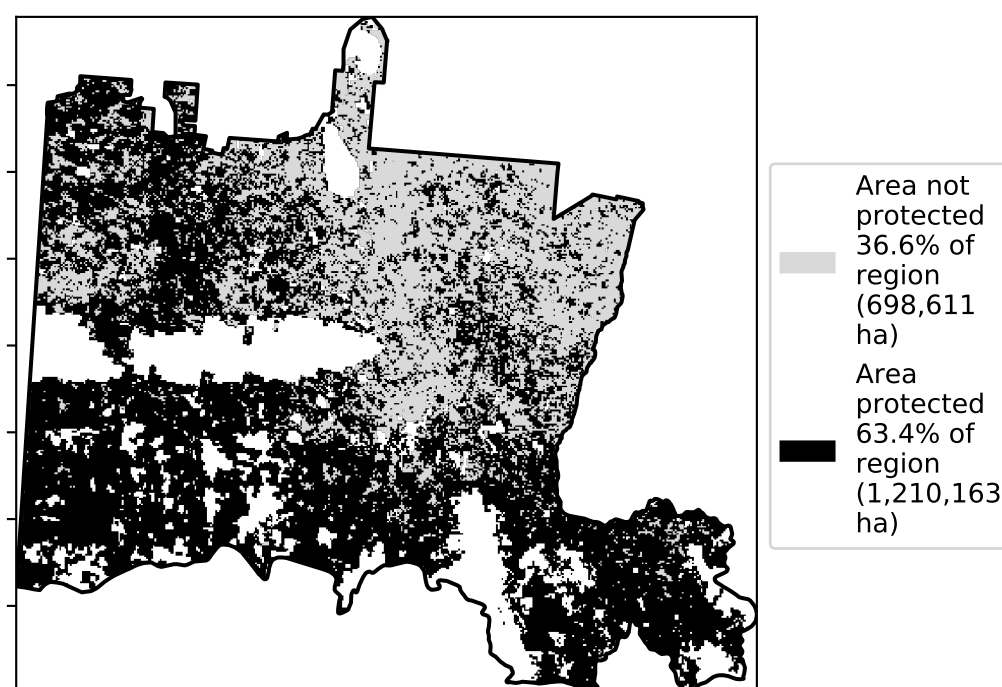 Area not
protected
36.6% of
region
(698,611
ha)
Area
protected
63.4% of
region
(1,210,163
ha)